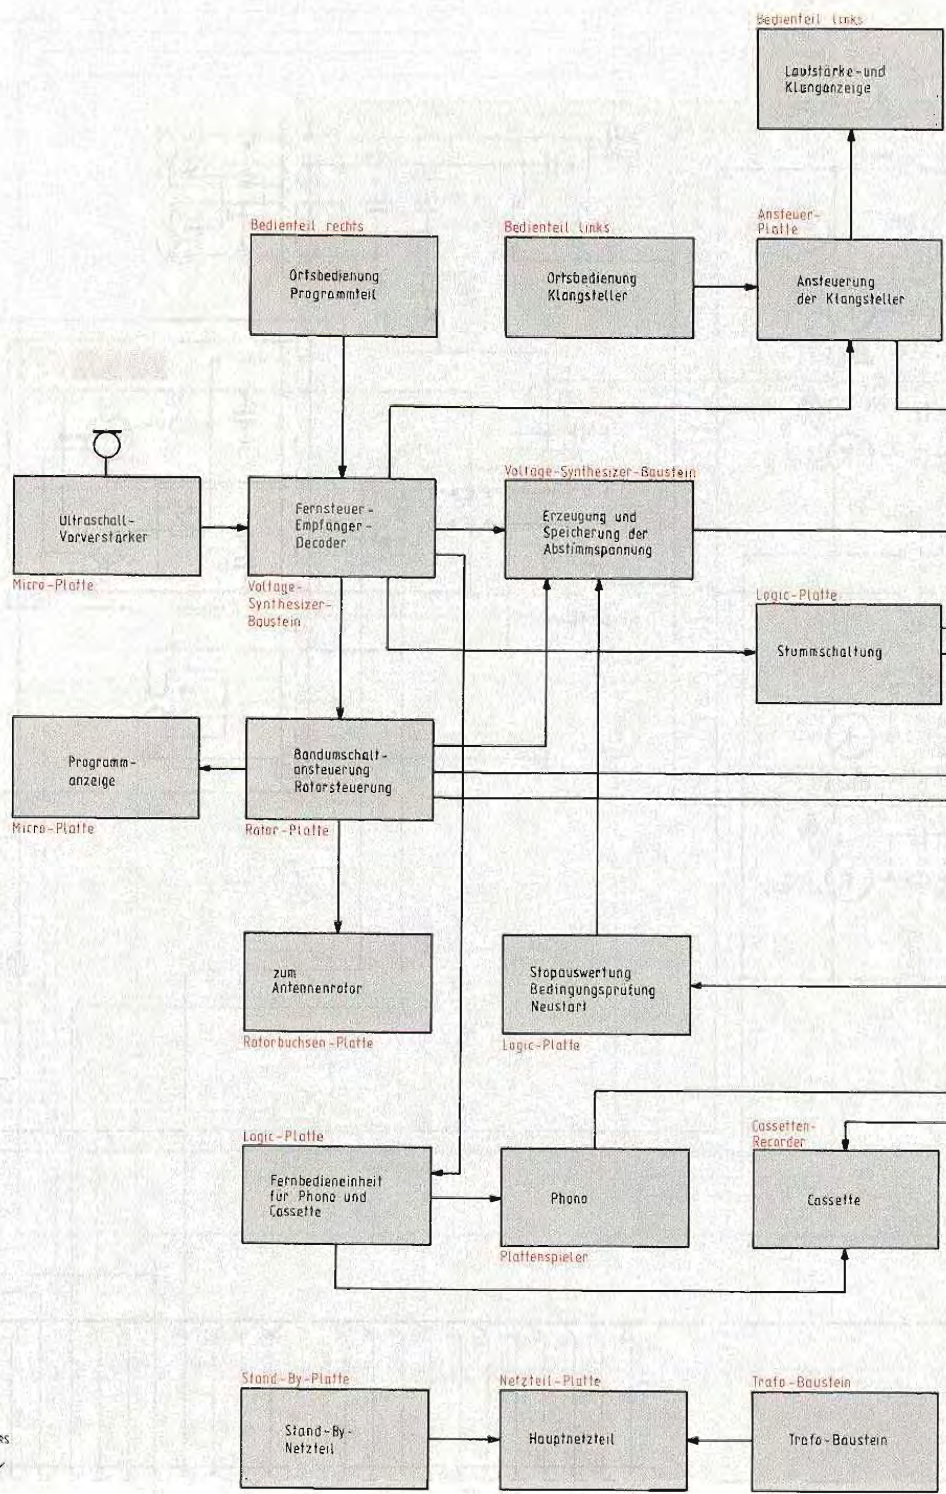 Bedienteil links
Lautstärke-und
Klanganzeige
Bedienteil rechts
Ortsbedienung
Programmteil
Bedienteil links
Ortsbedienung
Klangsteller
Ansteuer-
Platte
Ansteuerung
der Klangsteller
Ultraschall-
Vorverstärker
Micro-Platte
Fernsteuer-
Empfänger-
Decoder
Voltage-
Synthesizer-
Baustein
Voltage-Synthesizer-Baustein
Erzeugung und
Speicherung der
Abstimmspannung
Logic-Platte
Stummschaltung
Programm-
anzeige
Micro-Platte
Bandumschalt-
ansteuerung
Rotorsteuerung
Rotor-Platte
zum
Antennenrotor
Rotorbuchsen-Platte
Stopauswertung
Bedingungsprüfung
Neustart
Logic-Platte
Logic-Platte
Fernbedieneinheit
für Phono und
Cassette
Phono
Plattenspieler
Cassetten-
Recorder
Cassette
Stand-By-Platte
Stand-By-
Netzteil
Netzteil-Platte
Hauptnetzteil
Trafo-Baustein
Trafo-Baustein